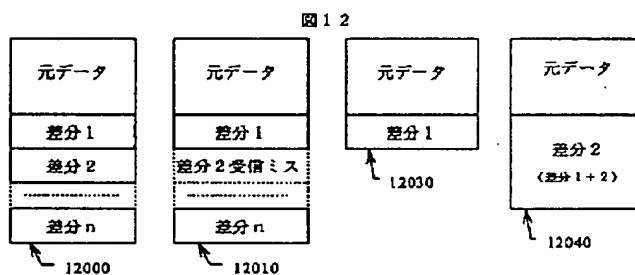 図１２
元データ
差分１
差分２
差分ｎ
12000
元データ
差分１
差分２受信ミス
差分ｎ
12010
元データ
差分１
12030
元データ
差分２
（差分１＋２）
12040